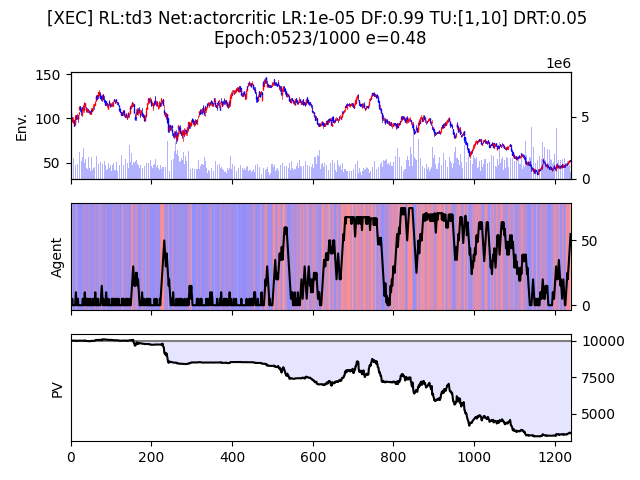 [XEC] RL:td3 Net:actorcritic LR:1e-05 DF:0.99 TU:[1,10] DRT:0.05
Epoch:0523/1000 e=0.48
1e6
150
100
50
Env.
5
0
Agent
50
0
PV
10000
7500
5000
0 200 400 600 800 1000 1200